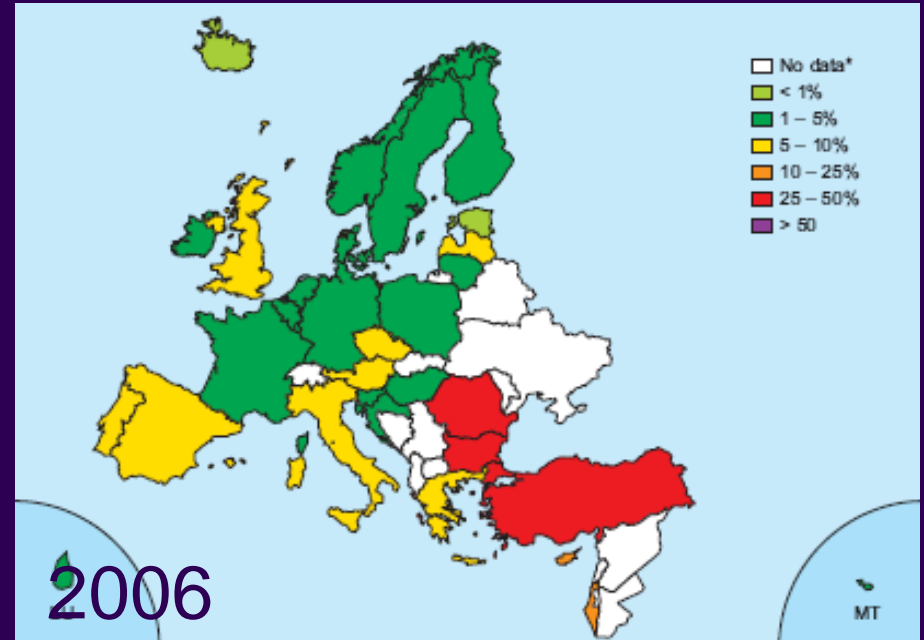 No data*
< 1%
1 – 5%
5 – 10%
10 – 25%
25 – 50%
> 50
2006
MT